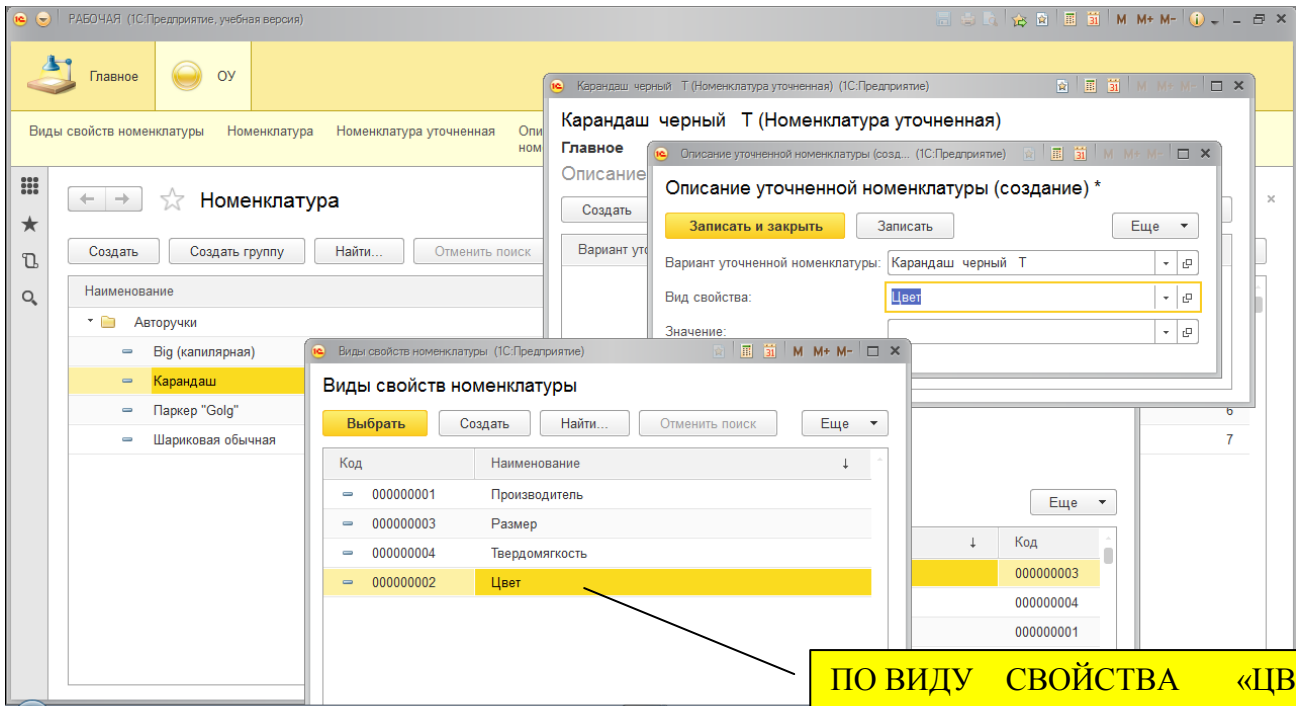 РАБОЧАЯ (1С:Предприятие, учебная версия)
M M+ M-
Главное
ОУ
Виды свойств номенклатуры Номенклатура Номенклатура уточненная Опи
ном
Номенклатура
Создать Создать группу Найти... Отменить поиск
Наименование
Авторучки
Big (капилярная)
Карандаш
Паркер "Golg"
Шариковая обычная
Карандаш черный Т (Номенклатура уточненная) (1С:Предприятие)
M M+ M-
Карандаш черный Т (Номенклатура уточненная)
Главное
Описание
Создать
Вариант уто
Описание уточненной номенклатуры (созд... (1С:Предприятие)
M M+ M-
Описание уточненной номенклатуры (создание) *
Записать и закрыть Записать Еще
Вариант уточненной номенклатуры: Карандаш черный Т
Вид свойства: Цвет
Значение:
6
7
Виды свойств номенклатуры (1С:Предприятие)
M M+ M-
Виды свойств номенклатуры
Выбрать Создать Найти... Отменить поиск Еще
Код Наименование ↓
000000001 Производитель
000000003 Размер
000000004 Твердомягкость
000000002 Цвет
Еще
↓ Код
000000003
000000004
000000001
ПО ВИДУ СВОЙСТВА «ЦВ